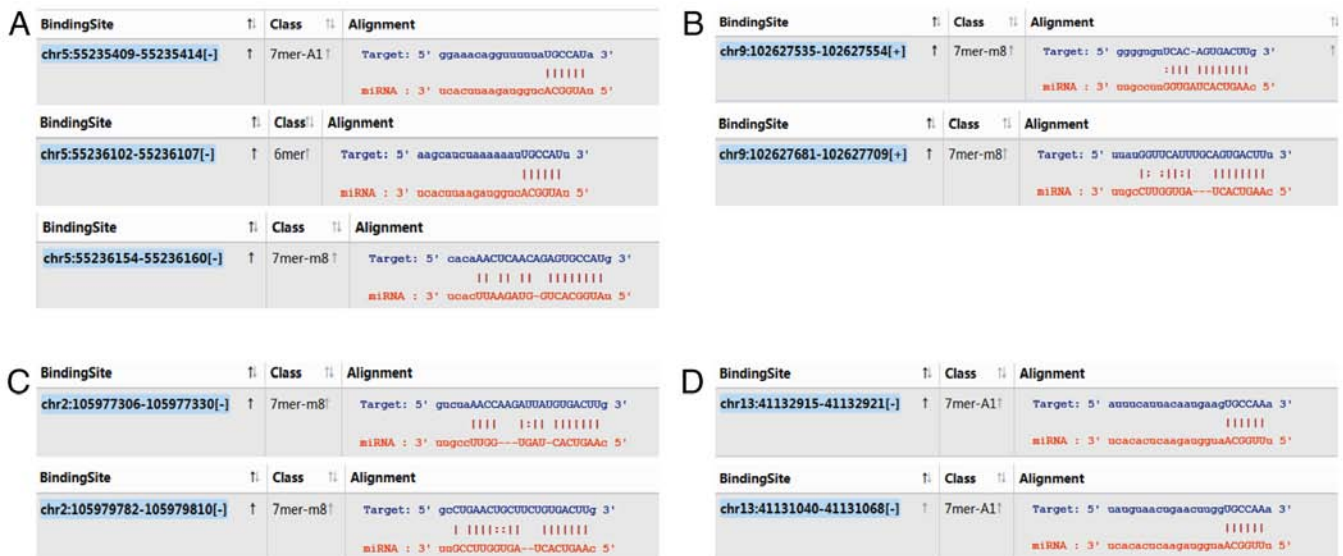 A
BindingSite Class Alignment
chr5:55235409-55235414[-] 7mer-A1 Target: 5' ggaaacagguuuuuaUGCCAUa 3'
||||||
miRNA : 3' ucacuuaagauggucACGGUAu 5'
BindingSite Class Alignment
chr5:55236102-55236107[-] 6mer Target: 5' aagcaucuaaaaaauUGCCAUu 3'
||||||
miRNA : 3' ucacuuaagauggucACGGUAu 5'
BindingSite Class Alignment
chr5:55236154-55236160[-] 7mer-m8 Target: 5' cacaAACUCAACAGAGUGCCAUg 3'
|| || || ||||||||
miRNA : 3' ucacUUAAGAUG-GUCACGGUAu 5'
B
BindingSite Class Alignment
chr9:102627535-102627554[+] 7mer-m8 Target: 5' gggguguUCAC-AGUGACUUg 3'
:||| ||||||||
miRNA : 3' uugccuuGGUGAUCACUGAAc 5'
BindingSite Class Alignment
chr9:102627681-102627709[+] 7mer-m8 Target: 5' uuauGGUUCAUUUGCAGUGACUUu 3'
|: :||:| ||||||||
miRNA : 3' uugcCUUGGUGA---UCACUGAAc 5'
C
BindingSite Class Alignment
chr2:105977306-105977330[-] 7mer-m8 Target: 5' gucuaAACCAAGAUUAUGUGACUUg 3'
|||| |:|| |||||||
miRNA : 3' uugccUUGG---UGAU-CACUGAAc 5'
BindingSite Class Alignment
chr2:105979782-105979810[-] 7mer-m8 Target: 5' gcCUGAACUGCUUCUGUGACUUg 3'
| ||||::|| |||||||
miRNA : 3' uuGCCUUGGUGA--UCACUGAAc 5'
D
BindingSite Class Alignment
chr13:41132915-41132921[-] 7mer-A1 Target: 5' auuucauuacaaugaagUGCCAAa 3'
||||||
miRNA : 3' ucacacucaagaugguaACGGUUu 5'
BindingSite Class Alignment
chr13:41131040-41131068[-] 7mer-A1 Target: 5' uauguaacugaacuuggUGCCAAa 3'
||||||
miRNA : 3' ucacacucaagaugguaACGGUUu 5'